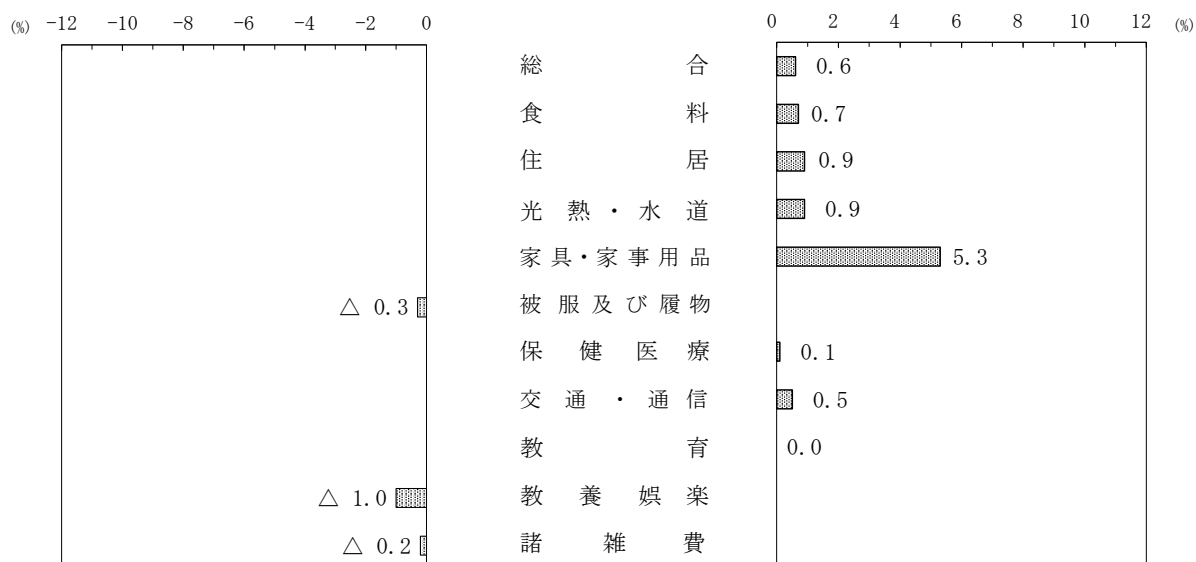 (%) -12 -10 -8 -6 -4 -2 0 0 2 4 6 8 10 12 (%)
総合 0.6
食料 0.7
住居 0.9
光熱・水道 0.9
家具・家事用品 5.3
△ 0.3 被服及び履物
保健医療 0.1
交通・通信 0.5
教育 0.0
△ 1.0 教養娯楽
△ 0.2 諸雑費